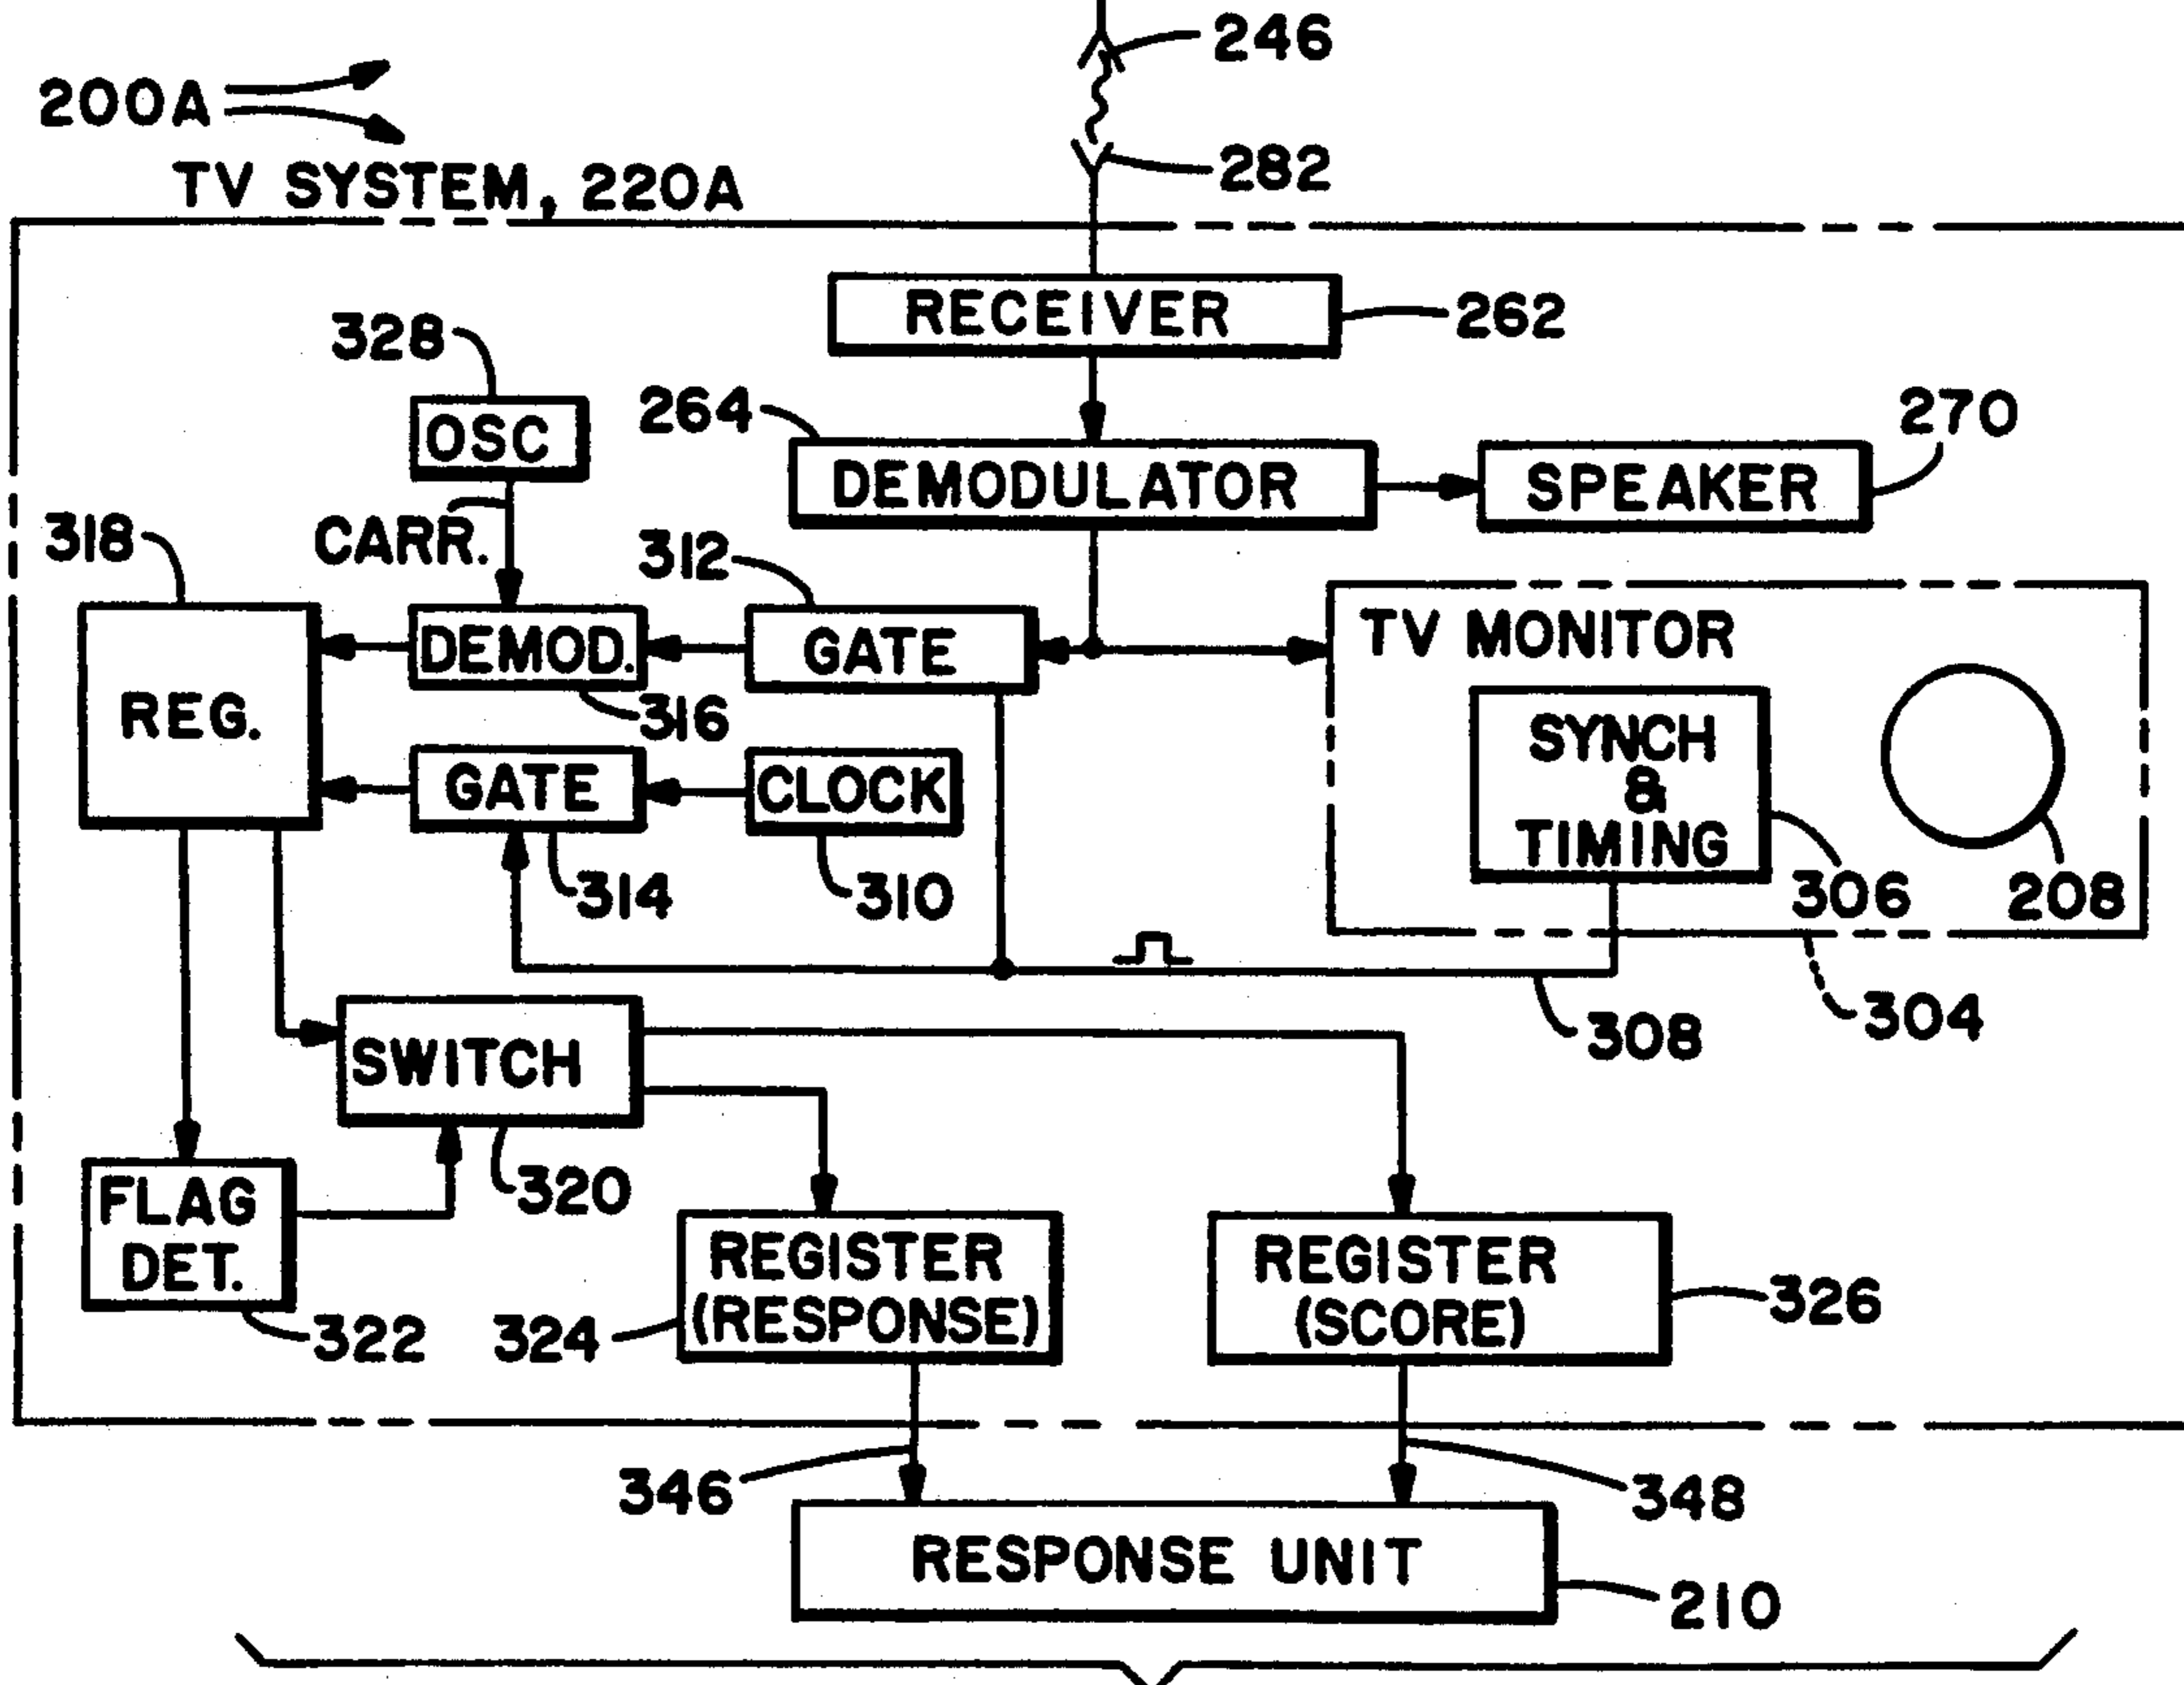 246
200A
282
TV SYSTEM, 220A
RECEIVER
262
328
OSC
264
270
DEMODULATOR
SPEAKER
318
CARR.
312
TV MONITOR
DEMOD.
GATE
REG.
316
SYNCH
&
TIMING
GATE
CLOCK
314
310
306
208
304
308
SWITCH
320
FLAG
DET.
REGISTER
(RESPONSE)
REGISTER
(SCORE)
326
322
324
346
348
RESPONSE UNIT
210